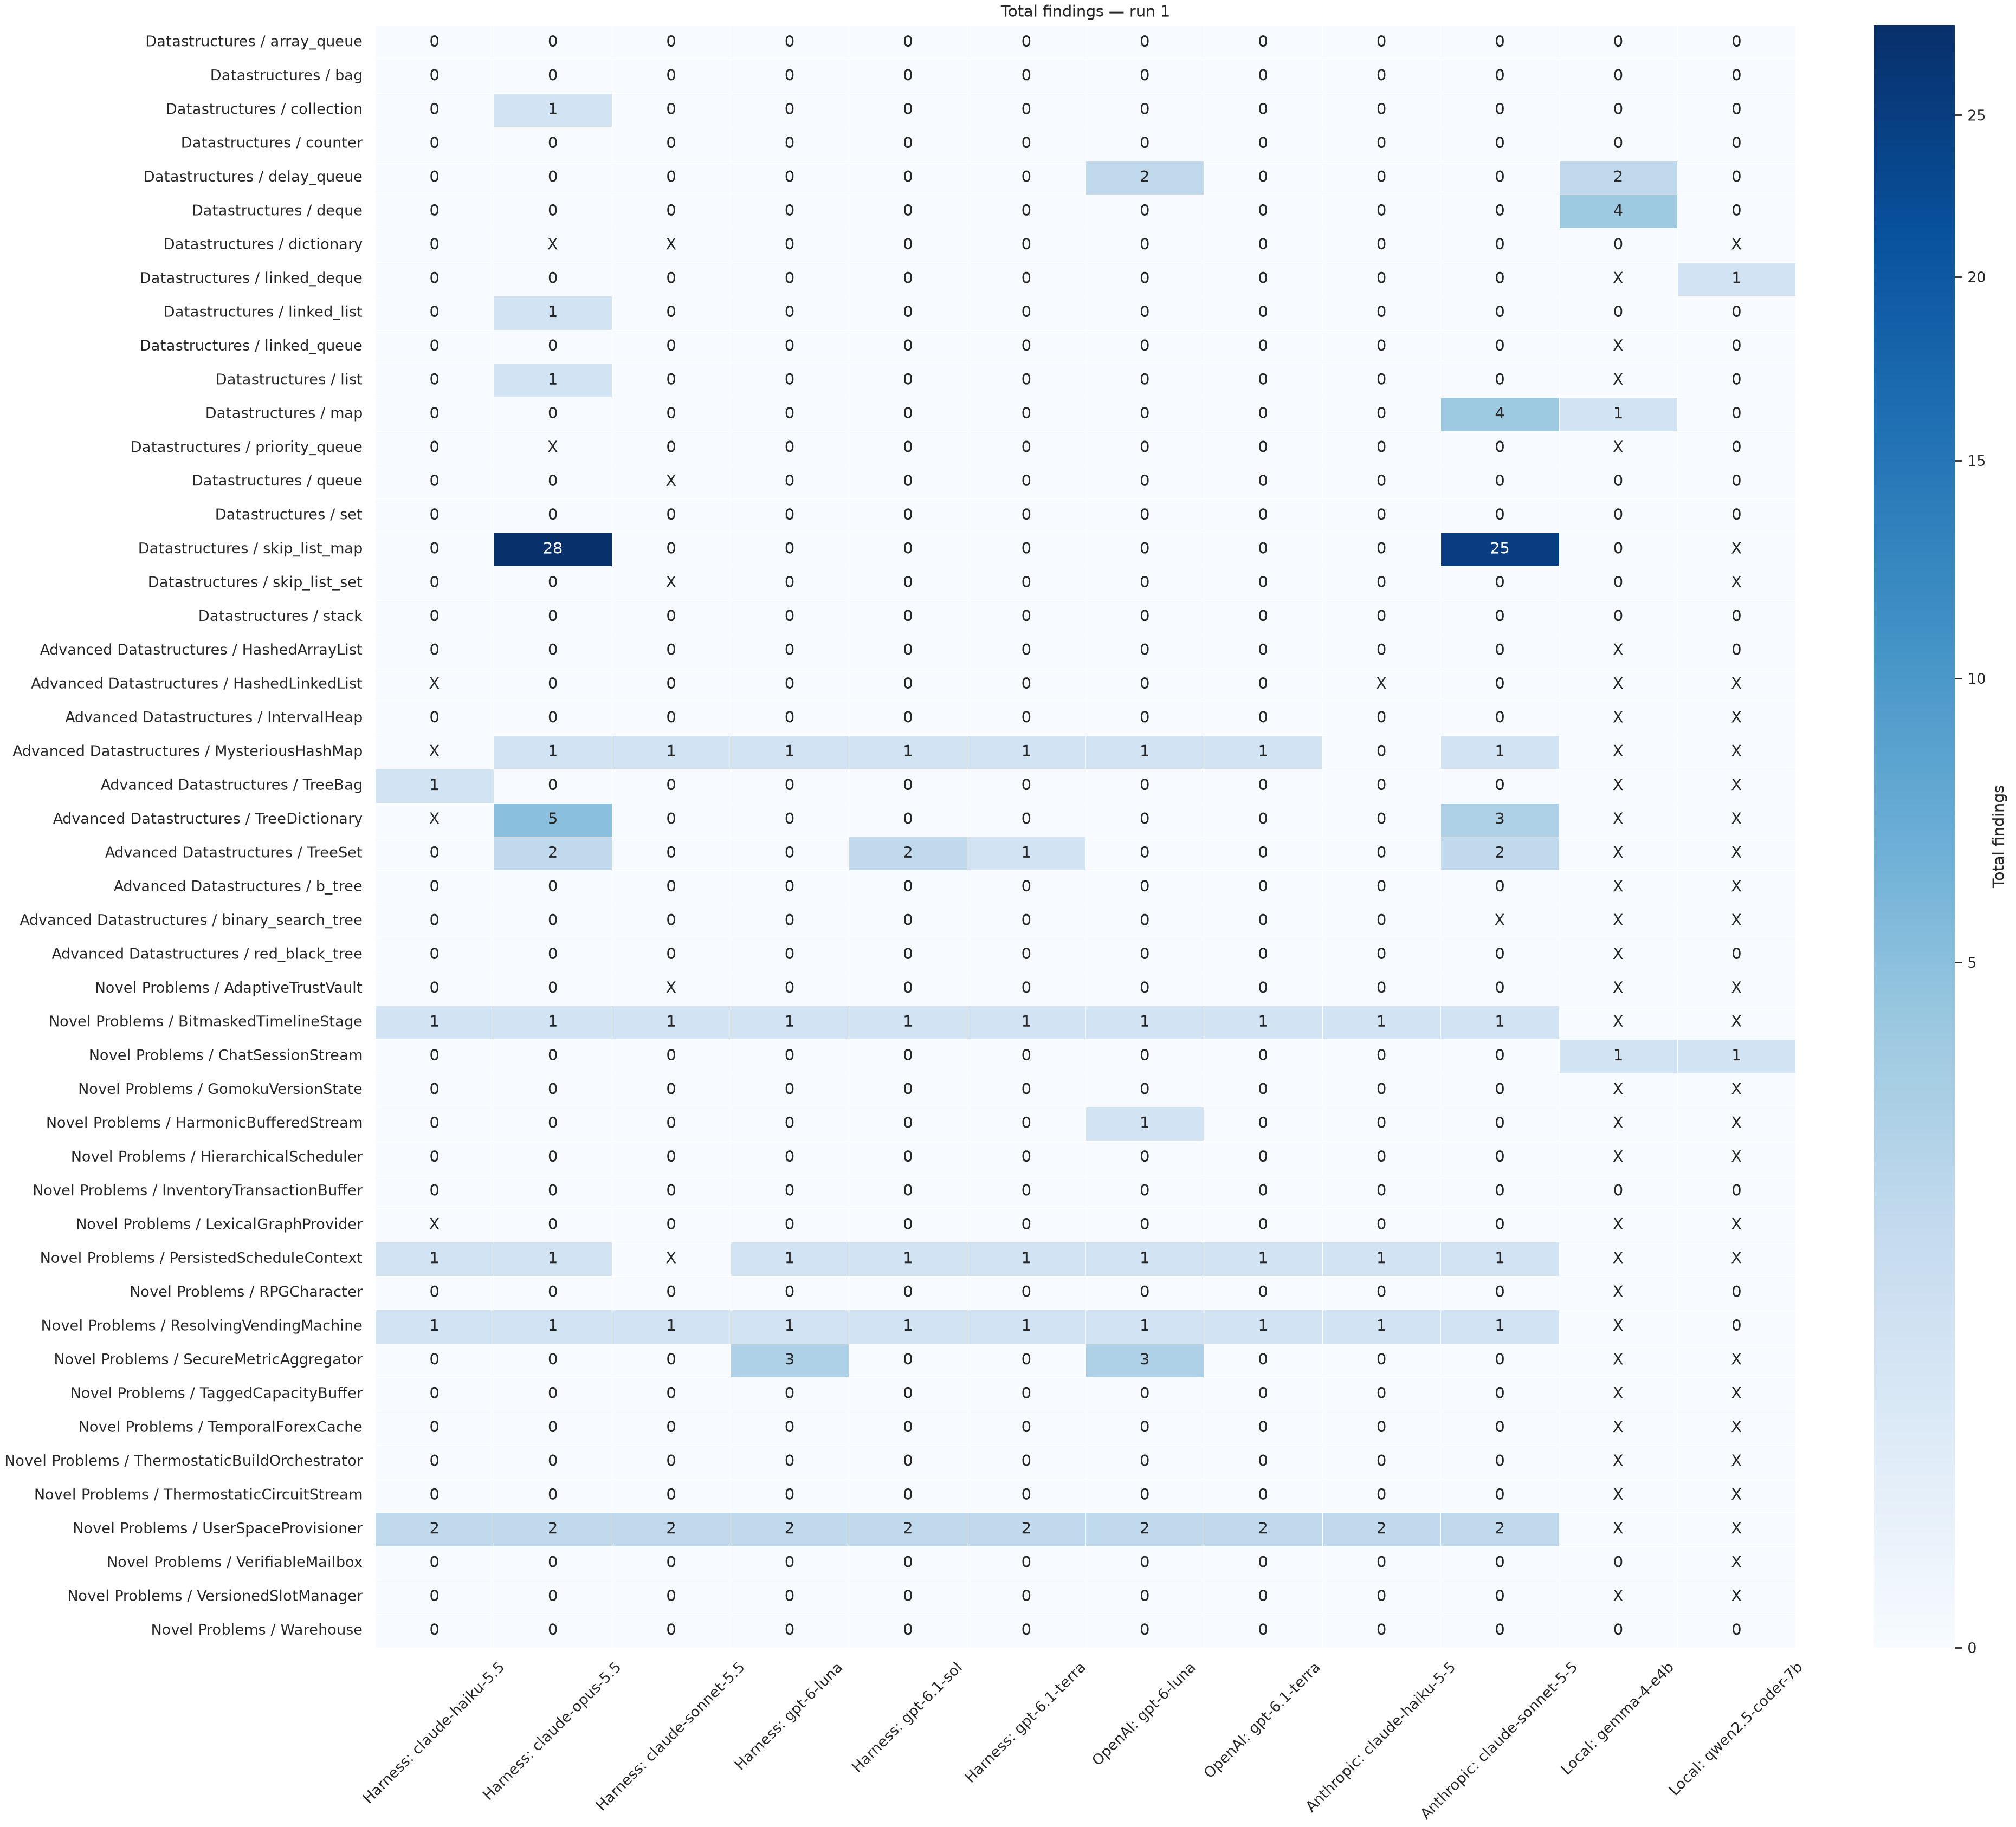 Total findings — run 1
Datastructures / array_queue 0 0 0 0 0 0 0 0 0 0 0 0
Datastructures / bag 0 0 0 0 0 0 0 0 0 0 0 0
Datastructures / collection 0 1 0 0 0 0 0 0 0 0 0 0
Datastructures / counter 0 0 0 0 0 0 0 0 0 0 0 0
Datastructures / delay_queue 0 0 0 0 0 0 2 0 0 0 2 0
Datastructures / deque 0 0 0 0 0 0 0 0 0 0 4 0
Datastructures / dictionary 0 X X 0 0 0 0 0 0 0 0 X
Datastructures / linked_deque 0 0 0 0 0 0 0 0 0 0 X 1
Datastructures / linked_list 0 1 0 0 0 0 0 0 0 0 0 0
Datastructures / linked_queue 0 0 0 0 0 0 0 0 0 0 X 0
Datastructures / list 0 1 0 0 0 0 0 0 0 0 X 0
Datastructures / map 0 0 0 0 0 0 0 0 0 4 1 0
Datastructures / priority_queue 0 X 0 0 0 0 0 0 0 0 X 0
Datastructures / queue 0 0 X 0 0 0 0 0 0 0 0 0
Datastructures / set 0 0 0 0 0 0 0 0 0 0 0 0
Datastructures / skip_list_map 0 28 0 0 0 0 0 0 0 25 0 X
Datastructures / skip_list_set 0 0 X 0 0 0 0 0 0 0 0 X
Datastructures / stack 0 0 0 0 0 0 0 0 0 0 0 0
Advanced Datastructures / HashedArrayList 0 0 0 0 0 0 0 0 0 0 X 0
Advanced Datastructures / HashedLinkedList X 0 0 0 0 0 0 0 X 0 X X
Advanced Datastructures / IntervalHeap 0 0 0 0 0 0 0 0 0 0 X X
Advanced Datastructures / MysteriousHashMap X 1 1 1 1 1 1 1 0 1 X X
Advanced Datastructures / TreeBag 1 0 0 0 0 0 0 0 0 0 X X
Advanced Datastructures / TreeDictionary X 5 0 0 0 0 0 0 0 3 X X
Advanced Datastructures / TreeSet 0 2 0 0 2 1 0 0 0 2 X X
Advanced Datastructures / b_tree 0 0 0 0 0 0 0 0 0 0 X X
Advanced Datastructures / binary_search_tree 0 0 0 0 0 0 0 0 0 X X X
Advanced Datastructures / red_black_tree 0 0 0 0 0 0 0 0 0 0 X 0
Novel Problems / AdaptiveTrustVault 0 0 X 0 0 0 0 0 0 0 X X
Novel Problems / BitmaskedTimelineStage 1 1 1 1 1 1 1 1 1 1 X X
Novel Problems / ChatSessionStream 0 0 0 0 0 0 0 0 0 0 1 1
Novel Problems / GomokuVersionState 0 0 0 0 0 0 0 0 0 0 X X
Novel Problems / HarmonicBufferedStream 0 0 0 0 0 0 1 0 0 0 X X
Novel Problems / HierarchicalScheduler 0 0 0 0 0 0 0 0 0 0 X X
Novel Problems / InventoryTransactionBuffer 0 0 0 0 0 0 0 0 0 0 0 0
Novel Problems / LexicalGraphProvider X 0 0 0 0 0 0 0 0 0 X X
Novel Problems / PersistedScheduleContext 1 1 X 1 1 1 1 1 1 1 X X
Novel Problems / RPGCharacter 0 0 0 0 0 0 0 0 0 0 X 0
Novel Problems / ResolvingVendingMachine 1 1 1 1 1 1 1 1 1 1 X 0
Novel Problems / SecureMetricAggregator 0 0 0 3 0 0 3 0 0 0 X X
Novel Problems / TaggedCapacityBuffer 0 0 0 0 0 0 0 0 0 0 X X
Novel Problems / TemporalForexCache 0 0 0 0 0 0 0 0 0 0 X X
Novel Problems / ThermostaticBuildOrchestrator 0 0 0 0 0 0 0 0 0 0 X X
Novel Problems / ThermostaticCircuitStream 0 0 0 0 0 0 0 0 0 0 X X
Novel Problems / UserSpaceProvisioner 2 2 2 2 2 2 2 2 2 2 X X
Novel Problems / VerifiableMailbox 0 0 0 0 0 0 0 0 0 0 0 X
Novel Problems / VersionedSlotManager 0 0 0 0 0 0 0 0 0 0 X X
Novel Problems / Warehouse 0 0 0 0 0 0 0 0 0 0 0 0
Harness: claude-haiku-5.5
Harness: claude-opus-5.5
Harness: claude-sonnet-5.5
Harness: gpt-6-luna
Harness: gpt-6.1-sol
Harness: gpt-6.1-terra
OpenAI: gpt-6-luna
OpenAI: gpt-6.1-terra
Anthropic: claude-haiku-5-5
Anthropic: claude-sonnet-5-5
Local: gemma-4-e4b
Local: qwen2.5-coder-7b
25
20
15
10
5
0
Total findings